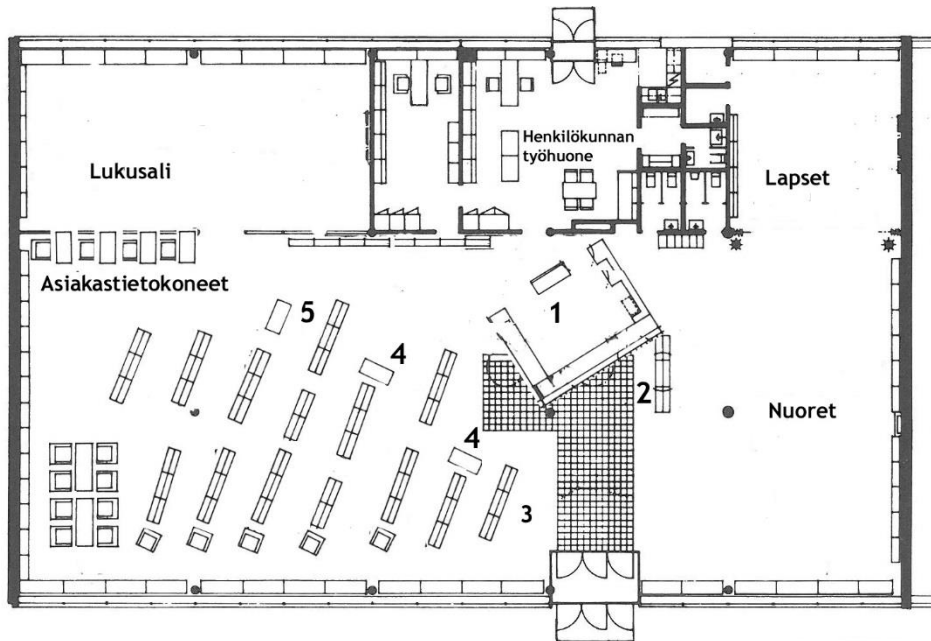 Lukusali
Henkilökunnan
työhuone
Lapset
Asiakastietokoneet
1
5
4
2
Nuoret
4
3